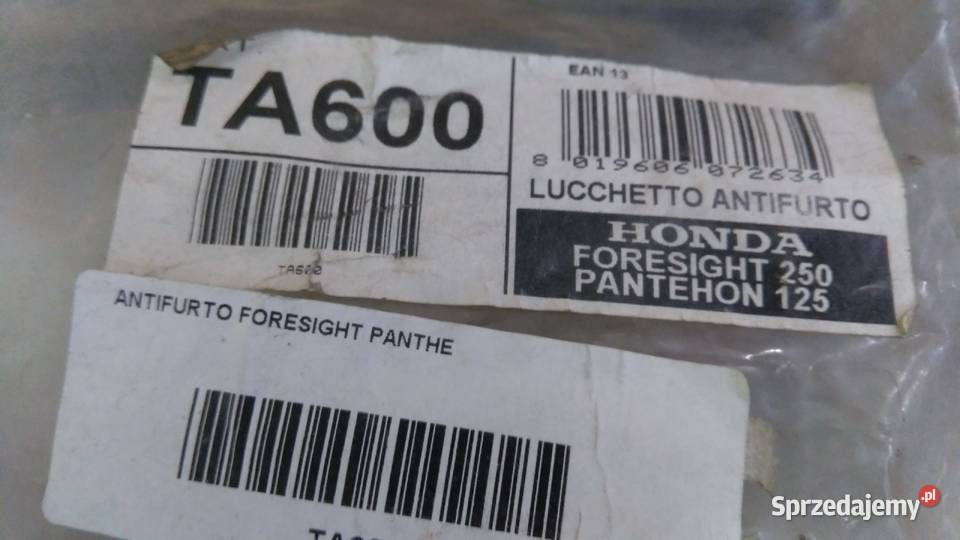 TA600
TA600
EAN 13
8 019606 072634
LUCCHETTO ANTIFURTO
HONDA
FORESIGHT 250
PANTEHON 125
ANTIFURTO FORESIGHT PANTHE
Sprzedajemy.pl